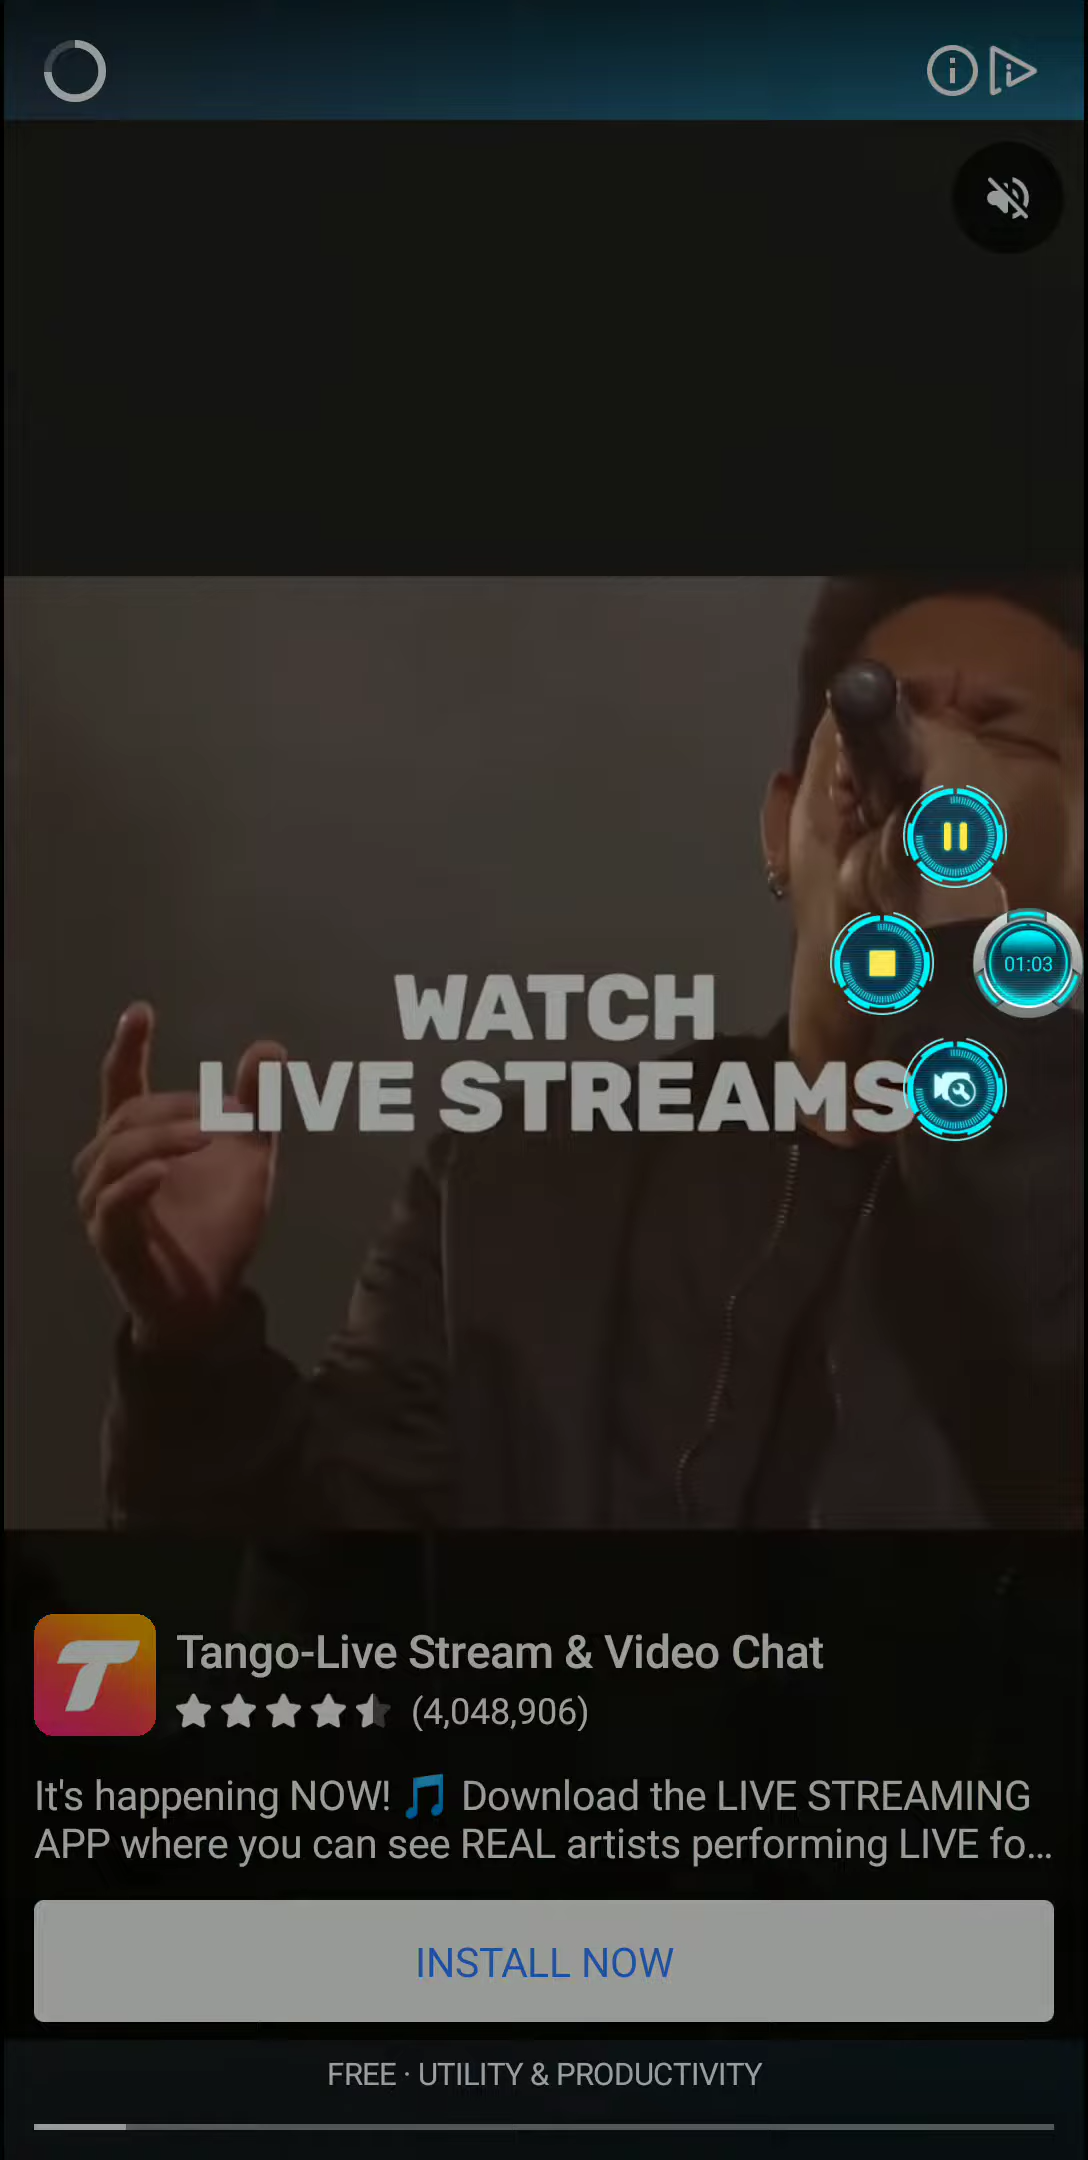 01:03
WATCH
LIVE STREAMS
T
Tango-Live Stream & Video Chat
(4,048,906)
It's happening NOW! 🎵 Download the LIVE STREAMING
APP where you can see REAL artists performing LIVE fo...
INSTALL NOW
FREE · UTILITY & PRODUCTIVITY